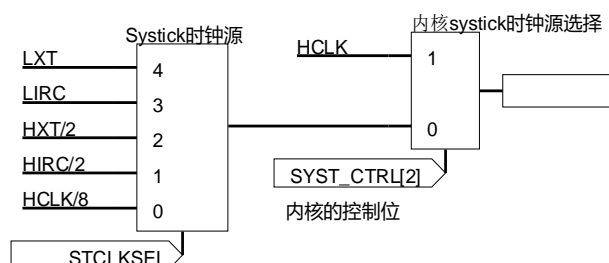 Systick时钟源
内核systick时钟源选择
LXT
4
LIRC
3
HXT/2
2
HIRC/2
1
HCLK/8
0
STCLKSEL
HCLK
1
0
SYST_CTRL[2]
内核的控制位